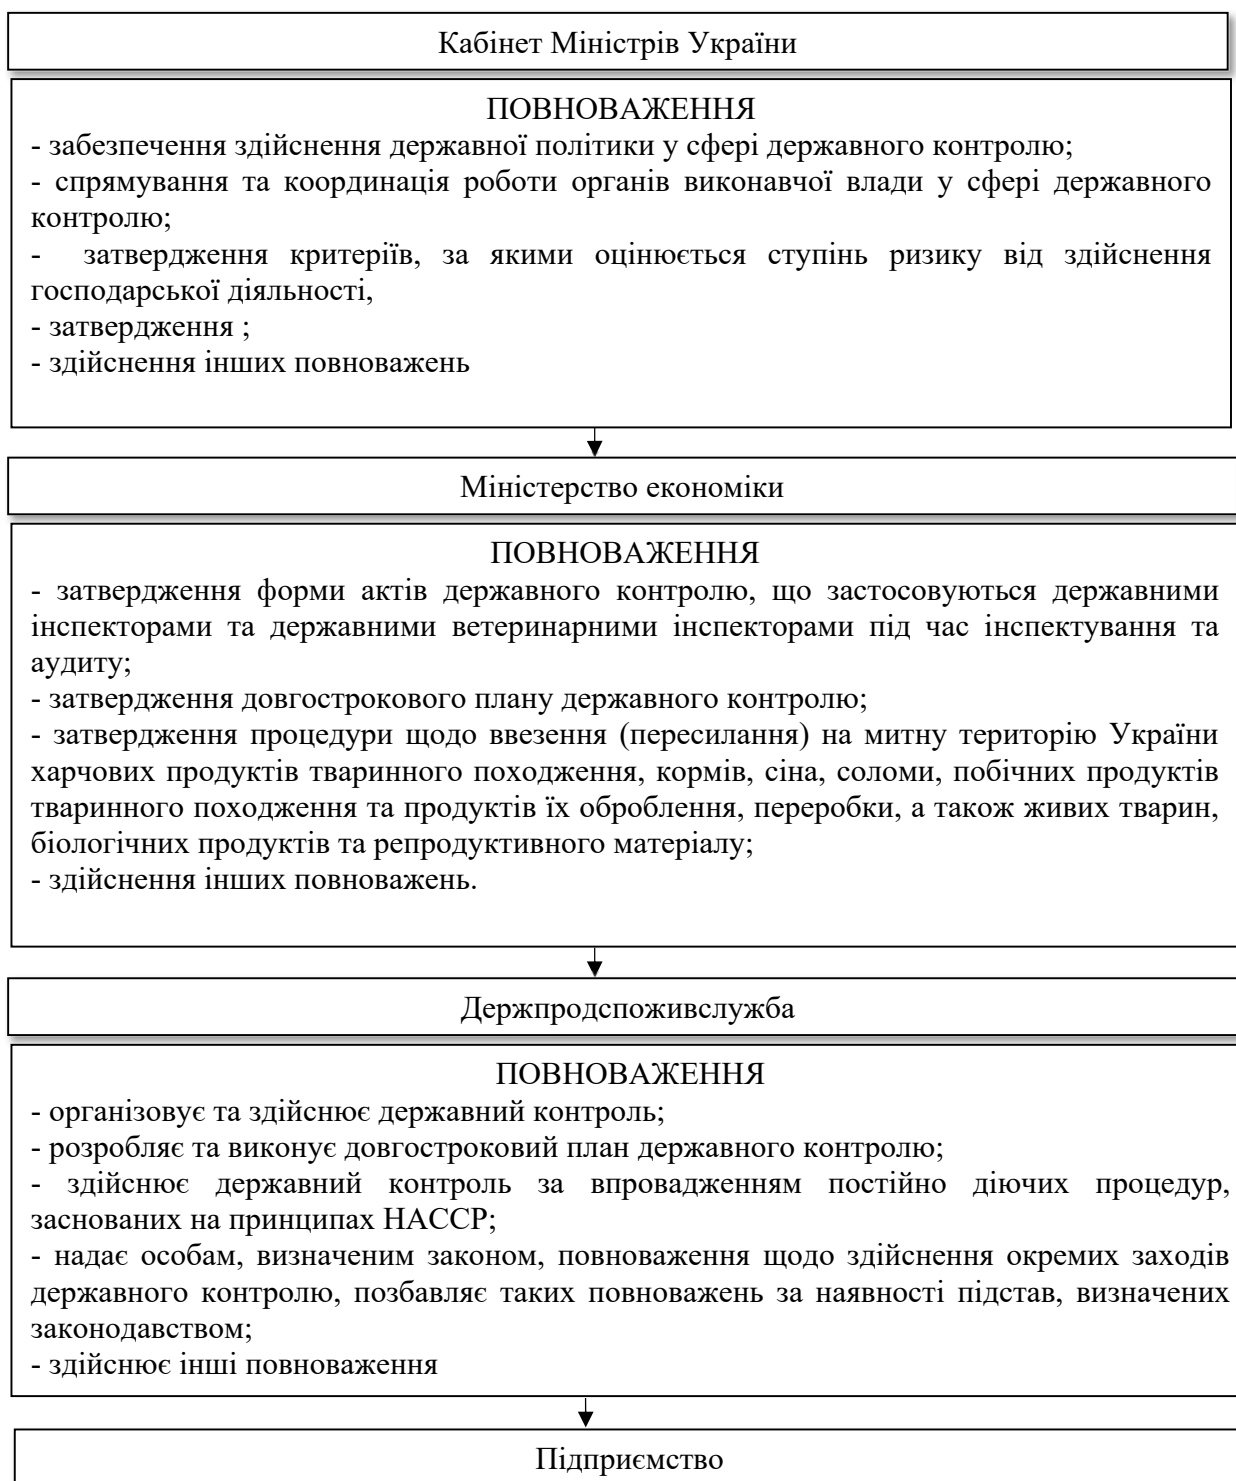 Кабінет Міністрів України
ПОВНОВАЖЕННЯ
- забезпечення здійснення державної політики у сфері державного контролю;
- спрямування та координація роботи органів виконавчої влади у сфері державного
контролю;
- затвердження критеріїв, за якими оцінюється ступінь ризику від здійснення
господарської діяльності,
- затвердження ;
- здійснення інших повноважень
Міністерство економіки
ПОВНОВАЖЕННЯ
- затвердження форми актів державного контролю, що застосовуються державними
інспекторами та державними ветеринарними інспекторами під час інспектування та
аудиту;
- затвердження довгострокового плану державного контролю;
- затвердження процедури щодо ввезення (пересилання) на митну територію України
харчових продуктів тваринного походження, кормів, сіна, соломи, побічних продуктів
тваринного походження та продуктів їх оброблення, переробки, а також живих тварин,
біологічних продуктів та репродуктивного матеріалу;
- здійснення інших повноважень.
Держпродспоживслужба
ПОВНОВАЖЕННЯ
- організовує та здійснює державний контроль;
- розробляє та виконує довгостроковий план державного контролю;
- здійснює державний контроль за впровадженням постійно діючих процедур,
заснованих на принципах НАССР;
- надає особам, визначеним законом, повноваження щодо здійснення окремих заходів
державного контролю, позбавляє таких повноважень за наявності підстав, визначених
законодавством;
- здійснює інші повноваження
Підприємство